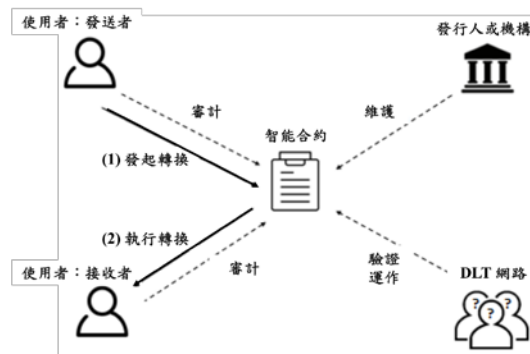 使用者：發送者
發行人或機構
審計
維護
智能合約
(1) 發起轉換
(2) 執行轉換
使用者：接收者
審計
驗證
運作
DLT 網路
? ? ?